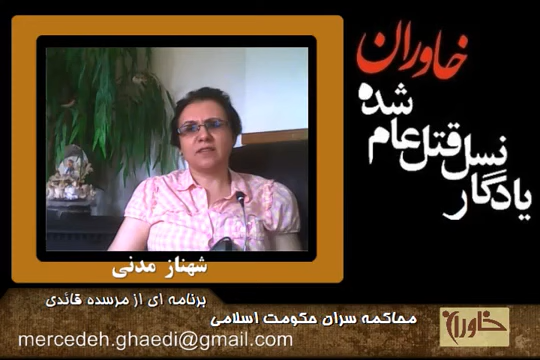 خاوران
یادگار
نسل قتل عام
شده
شهناز مدنی
برنامه ای از مرسده قائدی
محاکمه سران حکومت اسلامی
mercedeh.ghaedi@gmail.com
خاوران